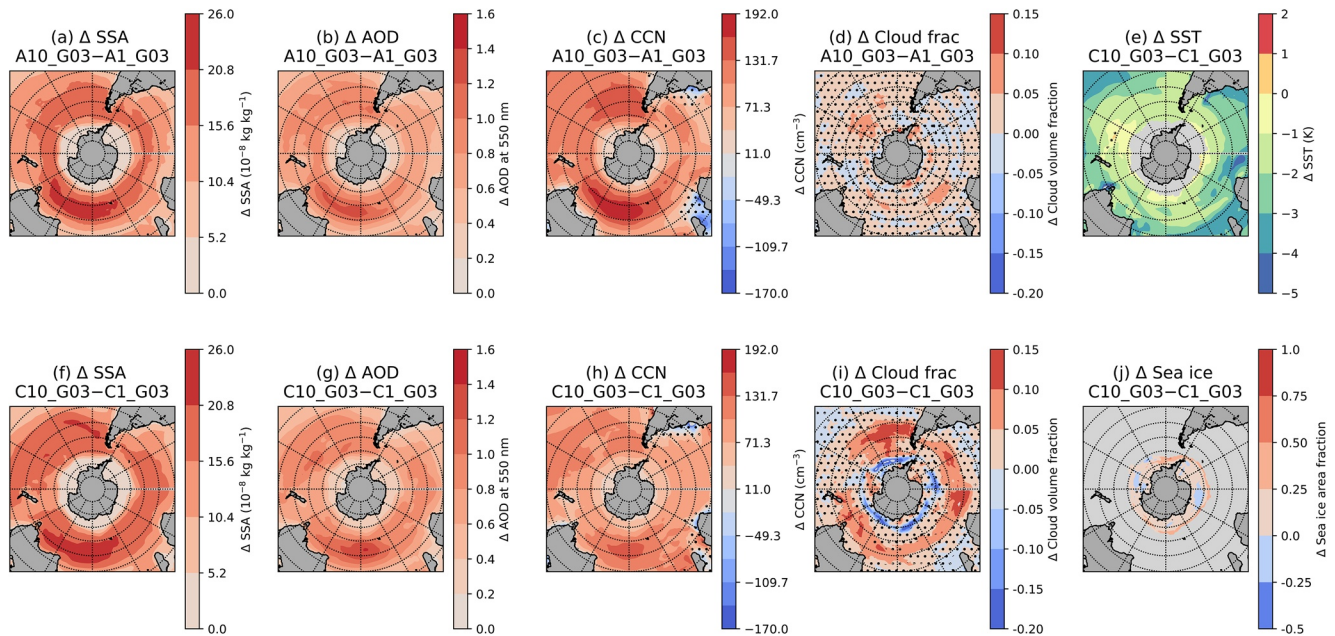 (a) Δ SSA
A10_G03−A1_G03
26.0
20.8
15.6
10.4
5.2
0.0
Δ SSA (10⁻⁸ kg kg⁻¹)
(b) Δ AOD
A10_G03−A1_G03
1.6
1.4
1.2
1.0
0.8
0.6
0.4
0.2
0.0
Δ AOD at 550 nm
(c) Δ CCN
A10_G03−A1_G03
192.0
131.7
71.3
11.0
−49.3
−109.7
−170.0
Δ CCN (cm⁻³)
(d) Δ Cloud frac
A10_G03−A1_G03
0.15
0.10
0.05
0.00
-0.05
-0.10
-0.15
-0.20
Δ Cloud volume fraction
(e) Δ SST
C10_G03−C1_G03
2
1
0
−1
−2
−3
−4
−5
Δ SST (K)
(f) Δ SSA
C10_G03−C1_G03
26.0
20.8
15.6
10.4
5.2
0.0
Δ SSA (10⁻⁸ kg kg⁻¹)
(g) Δ AOD
C10_G03−C1_G03
1.6
1.4
1.2
1.0
0.8
0.6
0.4
0.2
0.0
Δ AOD at 550 nm
(h) Δ CCN
C10_G03−C1_G03
192.0
131.7
71.3
11.0
−49.3
−109.7
−170.0
Δ CCN (cm⁻³)
(i) Δ Cloud frac
C10_G03−C1_G03
0.15
0.10
0.05
0.00
-0.05
-0.10
-0.15
-0.20
Δ Cloud volume fraction
(j) Δ Sea ice
C10_G03−C1_G03
1.0
0.75
0.50
0.25
0.0
-0.25
-0.5
Δ Sea ice area fraction